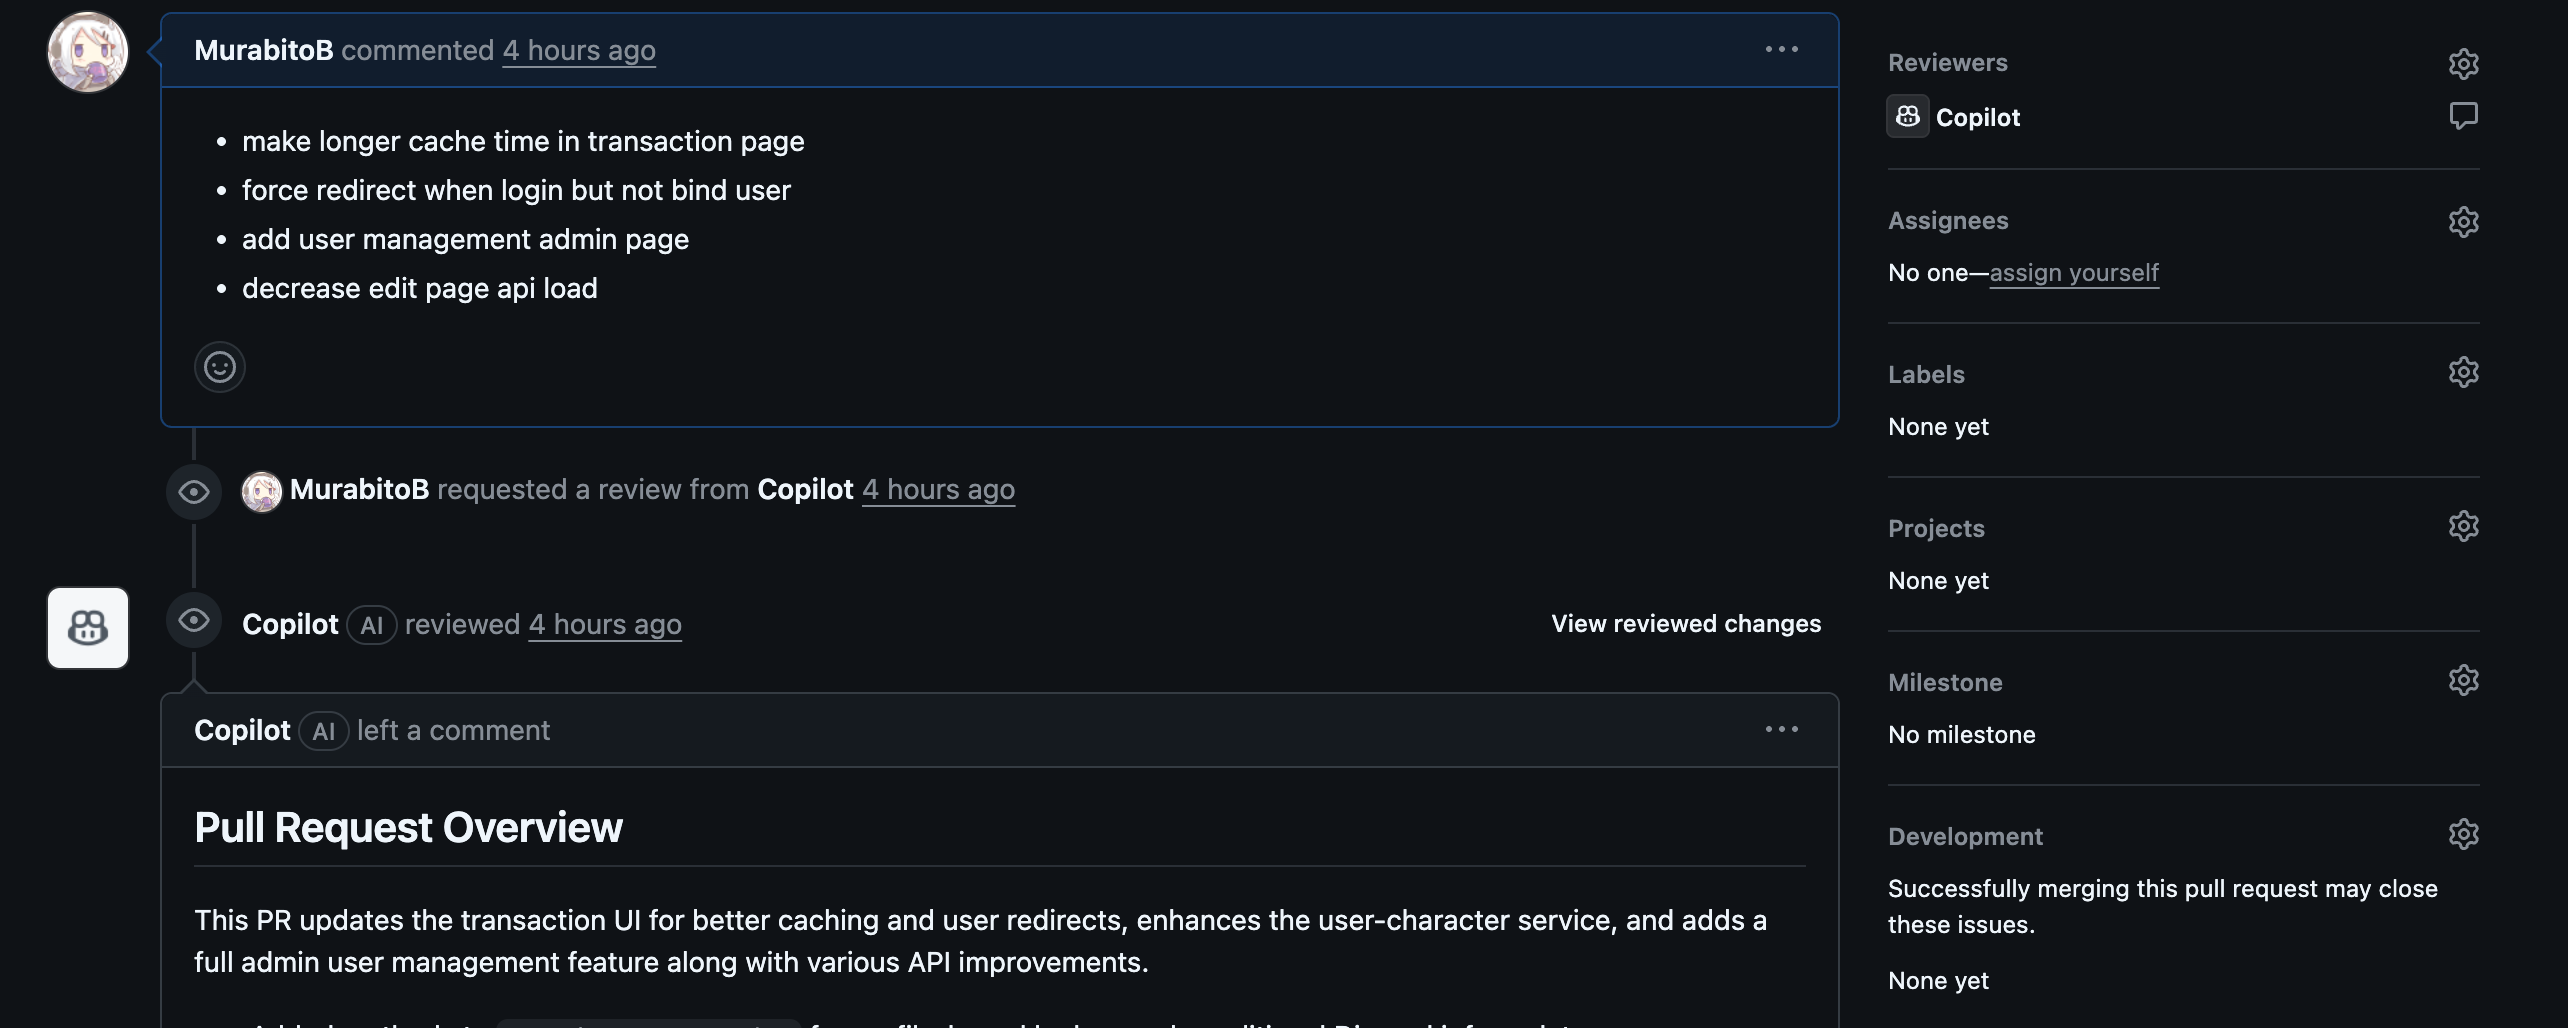 MurabitoB commented 4 hours ago
make longer cache time in transaction page
force redirect when login but not bind user
add user management admin page
decrease edit page api load
MurabitoB requested a review from Copilot 4 hours ago
Copilot AI reviewed 4 hours ago
View reviewed changes
Copilot AI left a comment
Pull Request Overview
This PR updates the transaction UI for better caching and user redirects, enhances the user-character service, and adds a
full admin user management feature along with various API improvements.
Reviewers
Copilot
Assignees
No one—assign yourself
Labels
None yet
Projects
None yet
Milestone
No milestone
Development
Successfully merging this pull request may close
these issues.
None yet